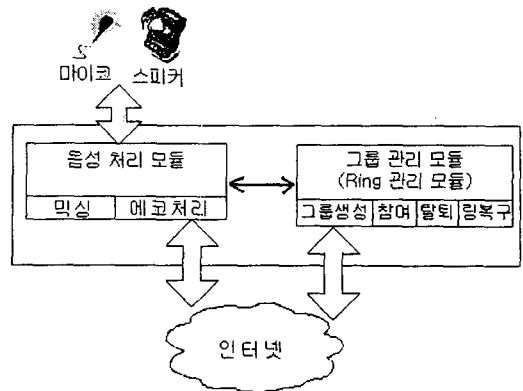 마이코 스피커
음성 처리 모듈
믹싱 에코처리
그룹 관리 모듈
(Ring 관리 모듈)
그룹생성 참여 탈퇴 링복구
인터넷